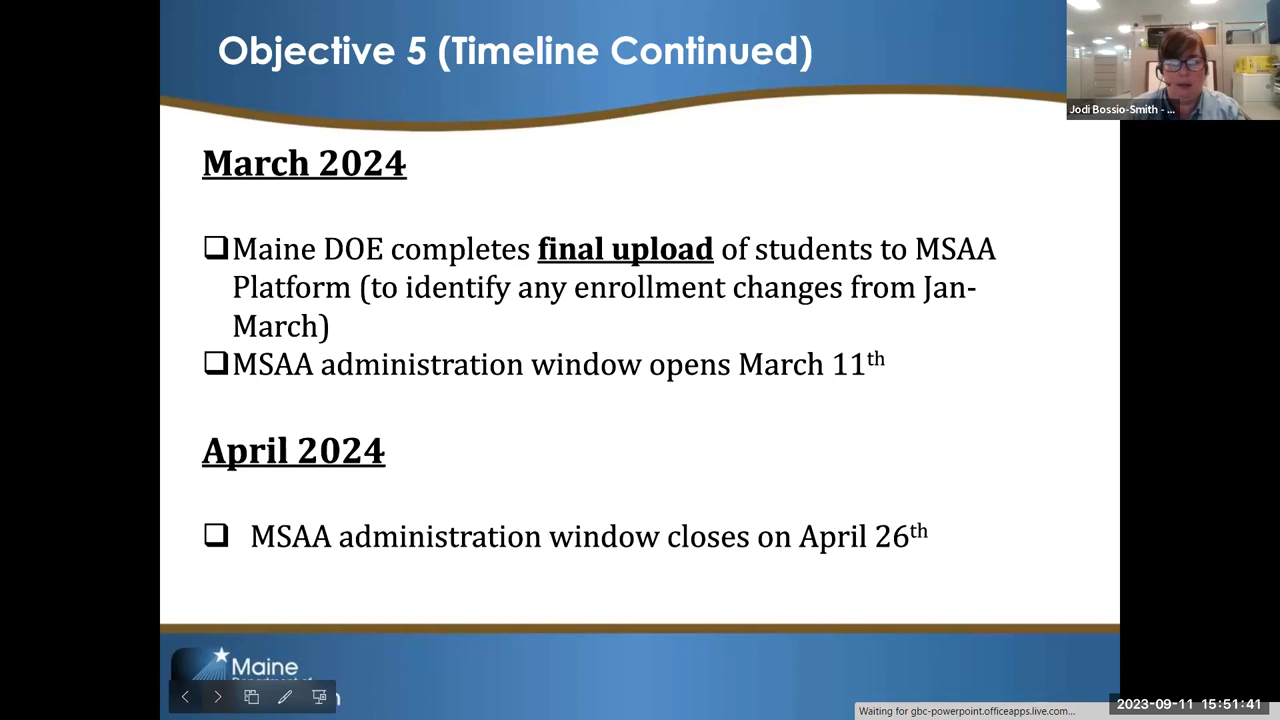 Objective 5 (Timeline Continued)
Jodi Bossio-Smith - ...
March 2024
❑Maine DOE completes final upload of students to MSAA
Platform (to identify any enrollment changes from Jan-
March)
❑MSAA administration window opens March 11th
April 2024
❑ MSAA administration window closes on April 26th
Maine
Waiting for gbc-powerpoint.officeapps.live.com...
2023-09-11 15:51:41